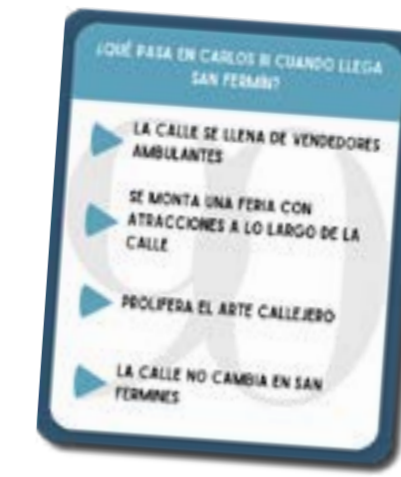 ¿QUÉ PASA EN CARLOS III CUANDO LLEGA
SAN FERMÍN?
LA CALLE SE LLENA DE VENDEDORES
AMBULANTES
SE MONTA UNA FERIA CON
ATRACCIONES A LO LARGO DE LA
CALLE
PROLIFERA EL ARTE CALLEJERO
LA CALLE NO CAMBIA EN SAN
FERMINES